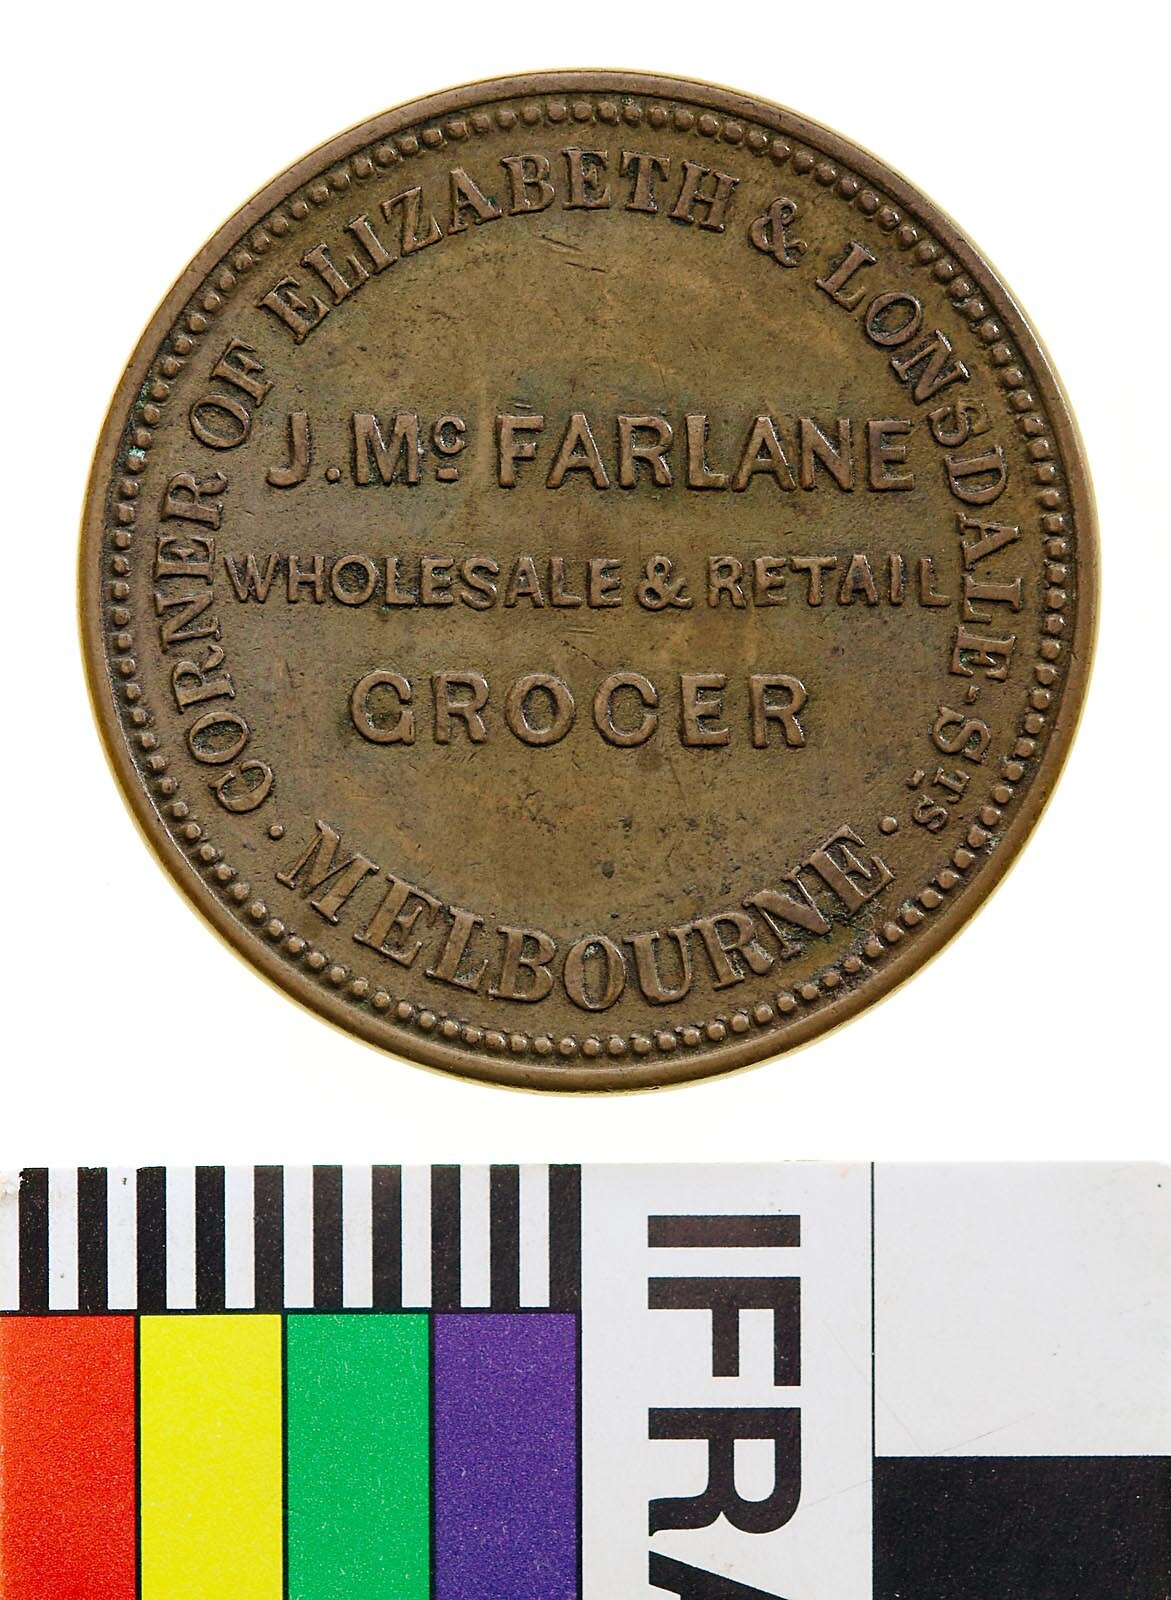 CORNER OF ELIZABETH & LONSDALE-STS.
J. Mc FARLANE
WHOLESALE & RETAIL
GROCER
· MELBOURNE ·
IFRA